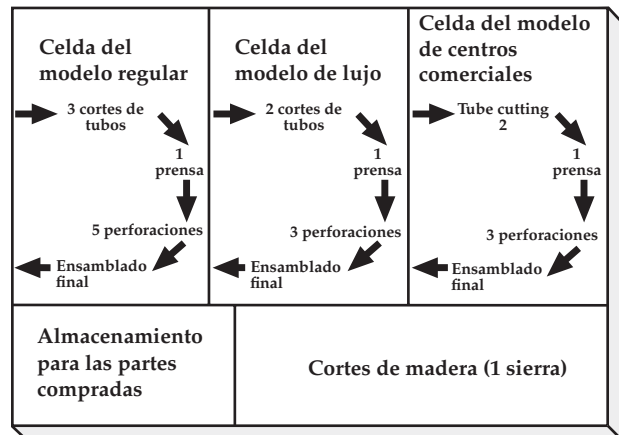 Celda del
modelo regular
3 cortes de
tubos
1
prensa
5 perforaciones
Ensamblado
final
Celda del
modelo de lujo
2 cortes de
tubos
1
prensa
3 perforaciones
Ensamblado
final
Celda del modelo
de centros
comerciales
Tube cutting
2
1
prensa
3 perforaciones
Ensamblado
final
Almacenamiento
para las partes
compradas
Cortes de madera (1 sierra)